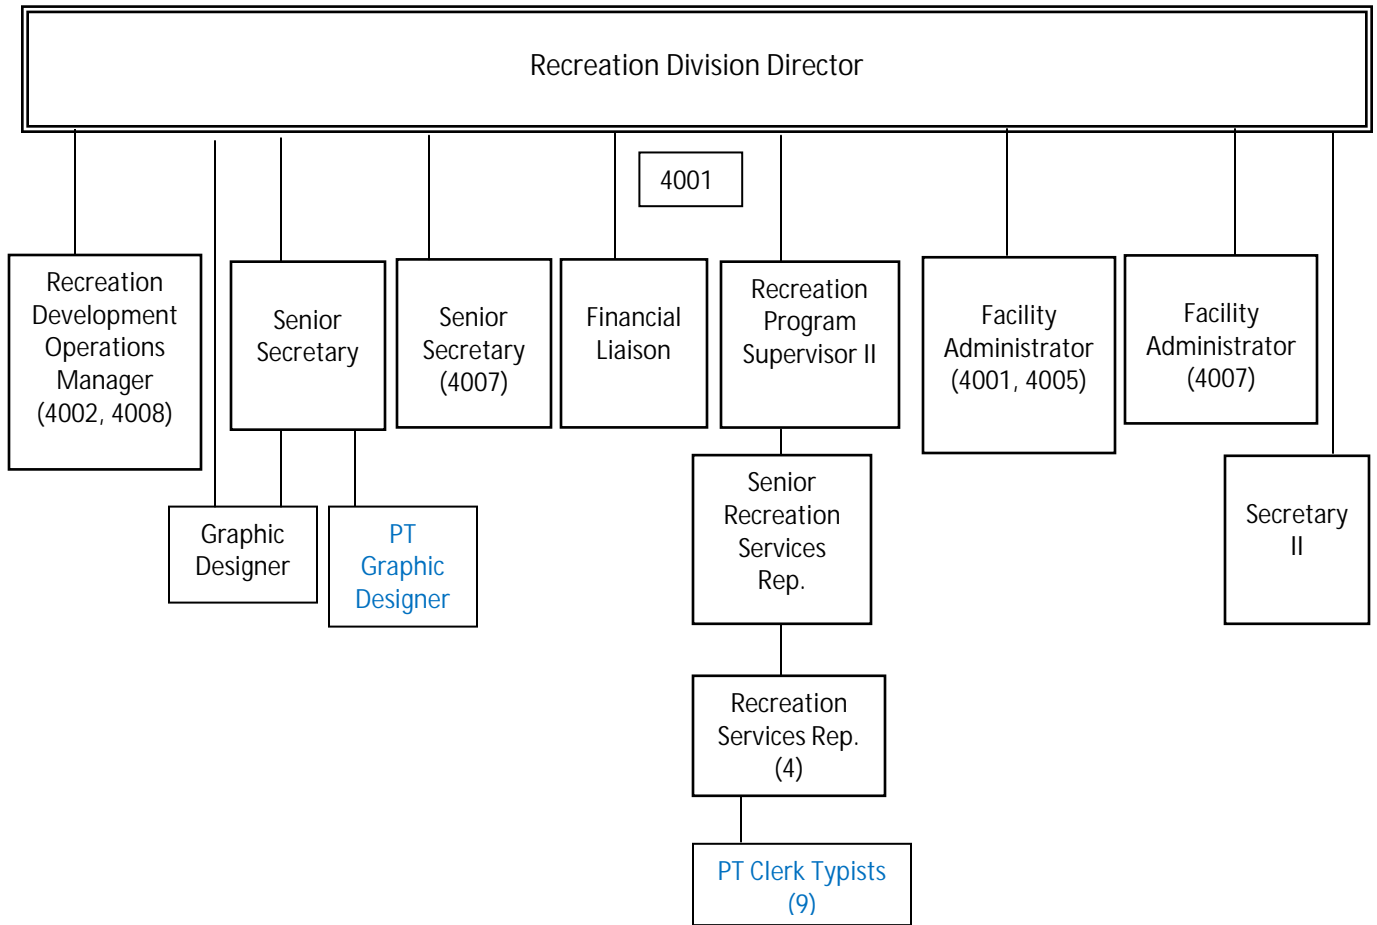 Recreation Division Director
4001
Recreation
Development
Operations
Manager
(4002, 4008)
Senior
Secretary
Senior
Secretary
(4007)
Financial
Liaison
Recreation
Program
Supervisor II
Facility
Administrator
(4001, 4005)
Facility
Administrator
(4007)
Graphic
Designer
PT
Graphic
Designer
Senior
Recreation
Services
Rep.
Secretary
II
Recreation
Services Rep.
(4)
PT Clerk Typists
(9)